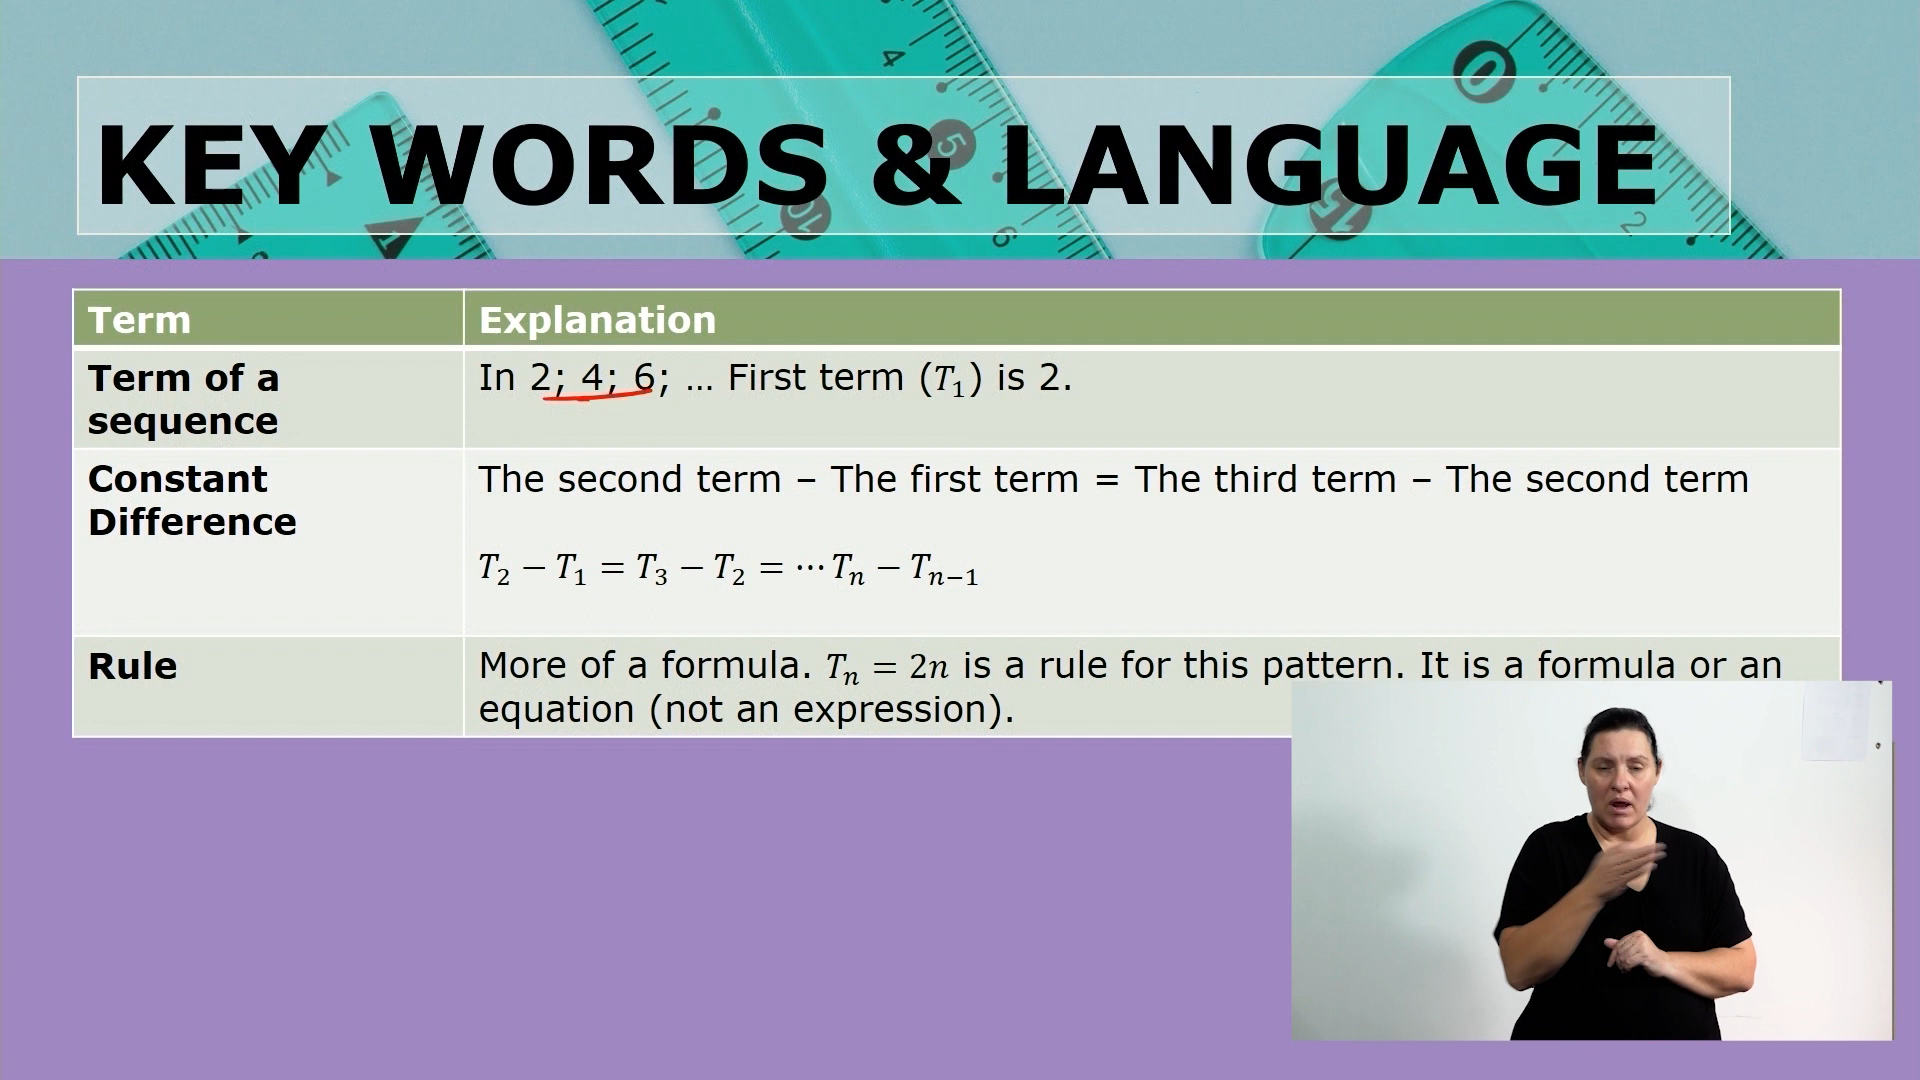 KEY WORDS & LANGUAGE
Term
Explanation
Term of a
sequence
In 2; 4; 6; … First term (T₁) is 2.
Constant
Difference
The second term – The first term = The third term – The second term
T₂ − T₁ = T₃ − T₂ = ⋯ Tₙ − Tₙ₋₁
Rule
More of a formula. Tₙ = 2n is a rule for this pattern. It is a formula or an
equation (not an expression).